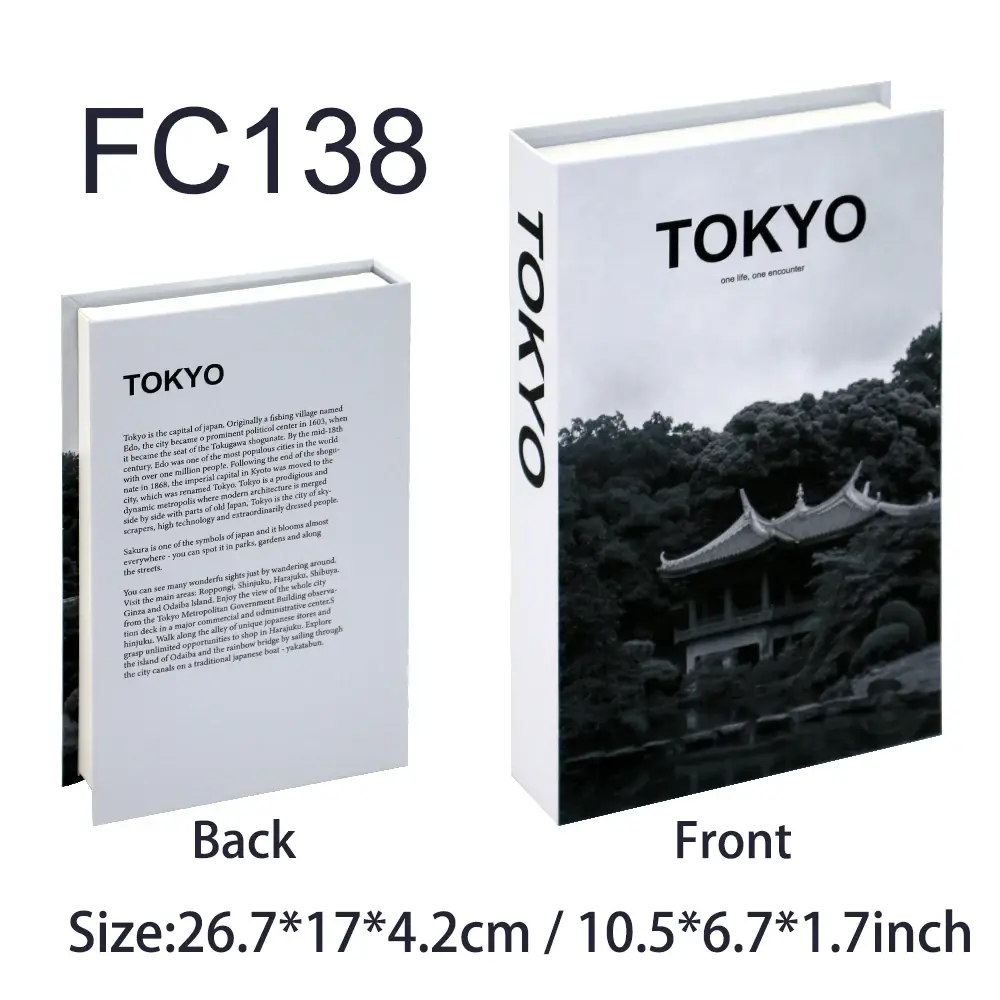 FC138
TOKYO
one life, one encounter
TOKYO
TOKYO
Tokyo is the capital of japan. Originally a fishing village named
Edo, the city became o prominent politicol center in 1603, when
it became the seat of the Tokugawa shogunate. By the mid-18th
century. Edo was one of the most populous cities in the world
with over one million people. Following the end of the shogu-
nate in 1868, the imperial capital in Kyoto was moved to the
city, which was renamed Tokyo. Tokyo is a prodigious and
dynamic metropolis where modern architecture is merged
side by side with parts of old Japan. Tokyo is the city of sky-
scrapers, high technology and extraordinarily dressed people.
Sakura is one of the symbols of japan and it blooms almost
everywhere - you can spot it in parks, gardens and along
the streets.
You can see many wonderfu sights just by wandering around.
Visit the main areas: Roppongi, Shinjuku, Harajuku, Shibuya.
Ginza and Odaiba Island. Enjoy the view of the whole city
from the Tokyo Metropolitan Government Building observa-
tion deck in a major commercial and odministrative center.S
hinjuku. Walk along the alley of unique joponese itores and
grasp unlimited opportunities to shop in Harajuku. Explore
the island of Odaiba and the rainbow bridge by sailing through
the city canals on a traditional japanese boat - yakatabun.
Back
Front
Size:26.7*17*4.2cm / 10.5*6.7*1.7inch